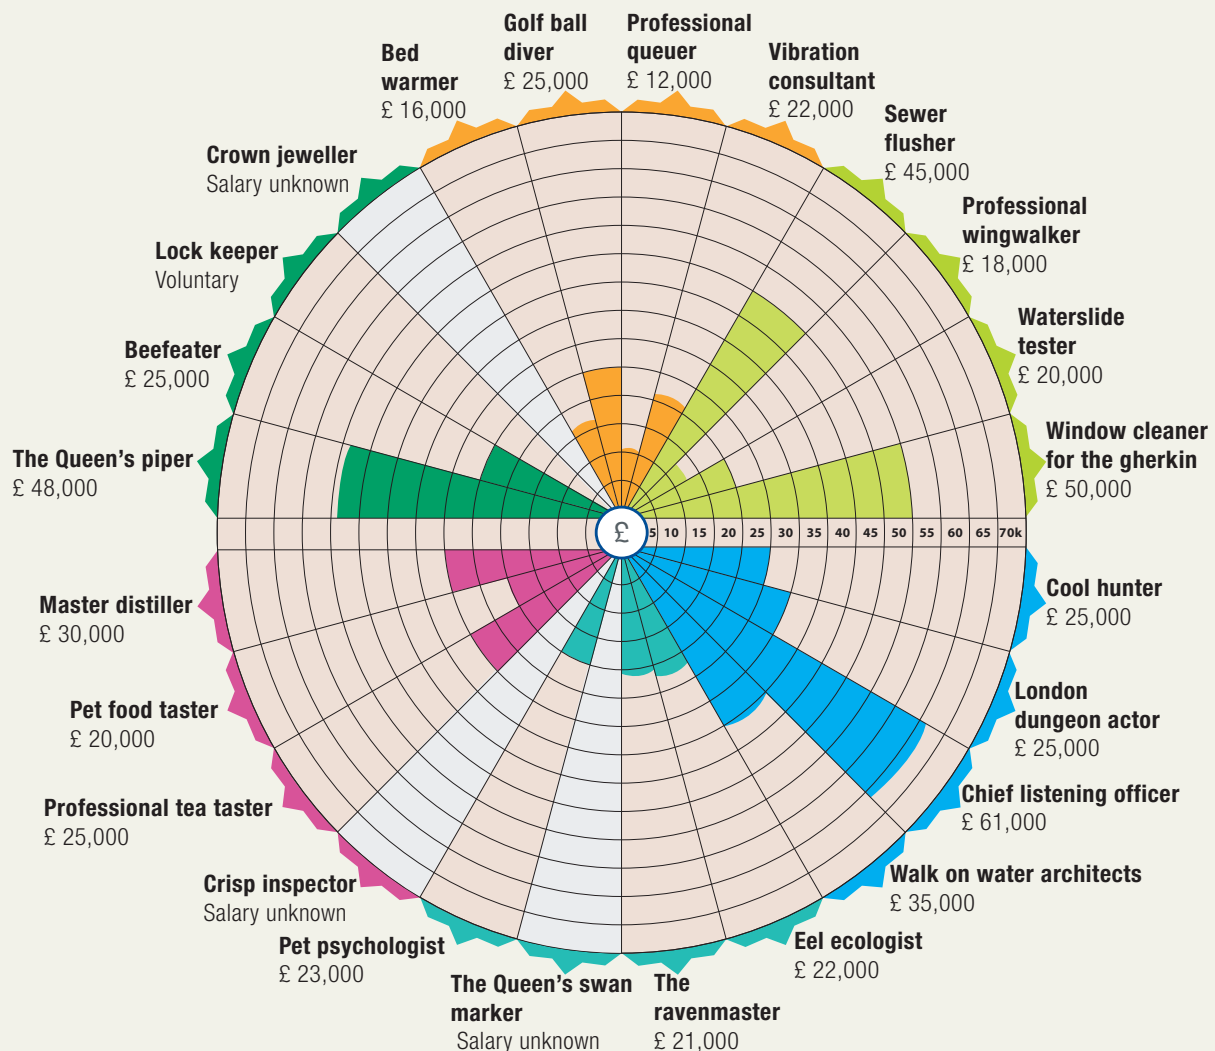 Golf ball
diver
£ 25,000
Professional
queuer
£ 12,000
Vibration
consultant
£ 22,000
Sewer
flusher
£ 45,000
Professional
wingwalker
£ 18,000
Waterslide
tester
£ 20,000
Window cleaner
for the gherkin
£ 50,000
Cool hunter
£ 25,000
London
dungeon actor
£ 25,000
Chief listening officer
£ 61,000
Walk on water architects
£ 35,000
Eel ecologist
£ 22,000
The
ravenmaster
£ 21,000
The Queen's swan
marker
Salary unknown
Pet psychologist
£ 23,000
Crisp inspector
Salary unknown
Professional tea taster
£ 25,000
Pet food taster
£ 20,000
Master distiller
£ 30,000
The Queen's piper
£ 48,000
Beefeater
£ 25,000
Lock keeper
Voluntary
Crown jeweller
Salary unknown
Bed
warmer
£ 16,000
£ 5 10 15 20 25 30 35 40 45 50 55 60 65 70k